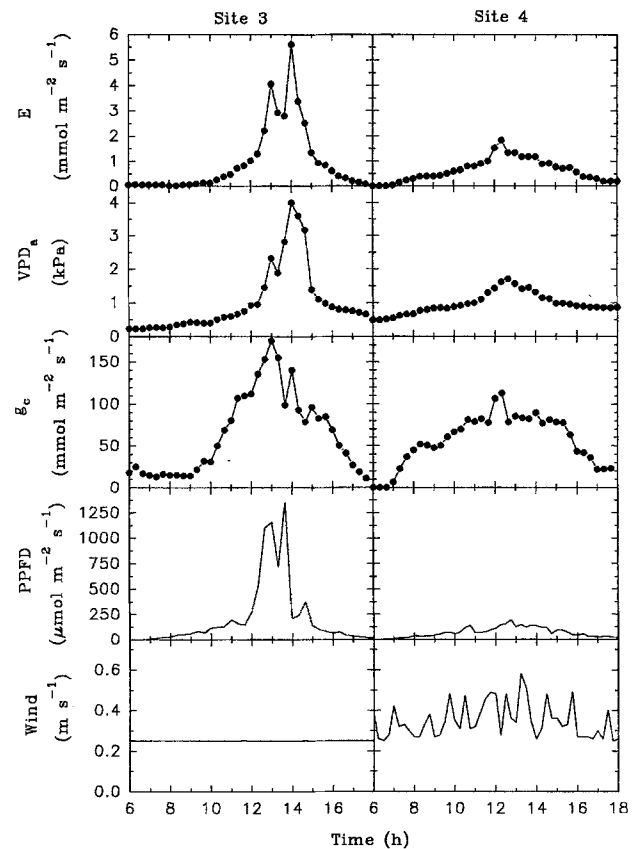 Site 3
Site 4
E
(mmol m⁻² s⁻¹)
6
5
4
3
2
1
0
VPDₐ
(kPa)
4
3
2
1
0
g_c
(mmol m⁻² s⁻¹)
150
100
50
0
PPFD
(μmol m⁻² s⁻¹)
1250
1000
750
500
250
0
Wind
(m s⁻¹)
0.6
0.4
0.2
0.0
6 8 10 12 14 16 6 8 10 12 14 16 18
Time (h)